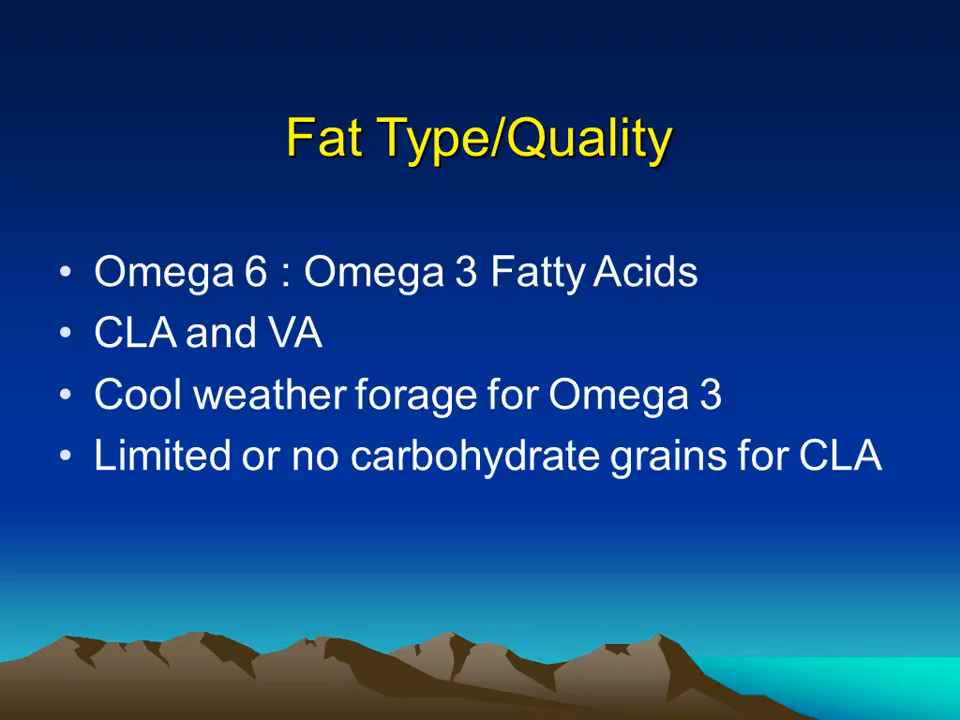 Fat Type/Quality
• Omega 6 : Omega 3 Fatty Acids
• CLA and VA
• Cool weather forage for Omega 3
• Limited or no carbohydrate grains for CLA